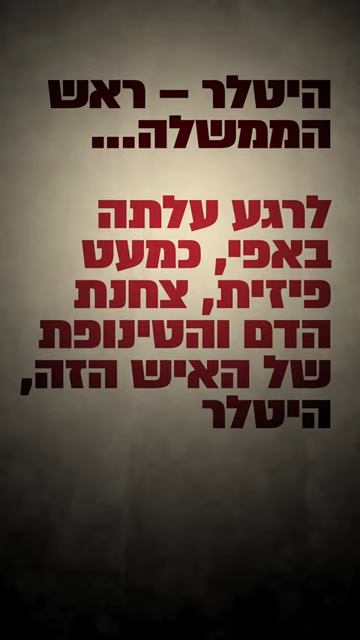 היטלר – ראש
הממשלה...
לרגע עלתה
באפי, כמעט
פיזית, צחנת
הדם והטינופת
של האיש הזה,
היטלר